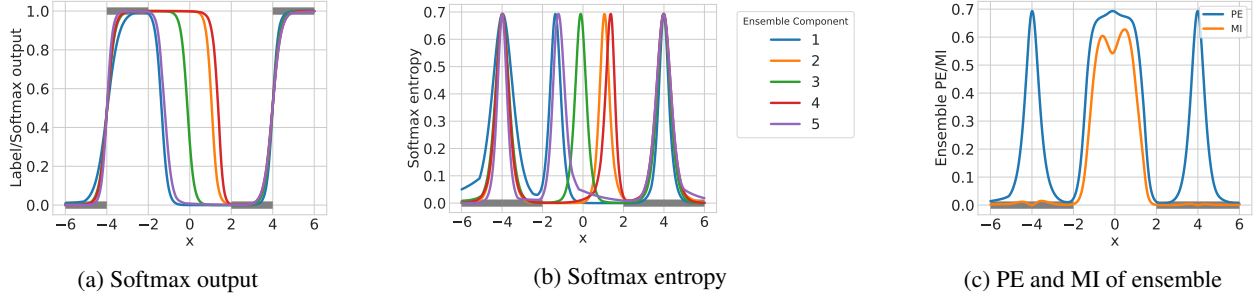 Label/Softmax output
1.0
0.8
0.6
0.4
0.2
0.0
−6 −4 −2 0 2 4 6
x
(a) Softmax output
Softmax entropy
0.7
0.6
0.5
0.4
0.3
0.2
0.1
0.0
−6 −4 −2 0 2 4 6
x
Ensemble Component
1
2
3
4
5
(b) Softmax entropy
Ensemble PE/MI
0.7
0.6
0.5
0.4
0.3
0.2
0.1
0.0
−6 −4 −2 0 2 4 6
x
PE
MI
(c) PE and MI of ensemble